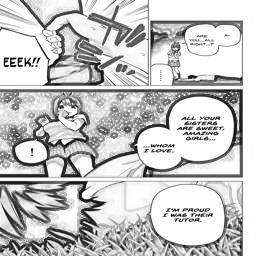 A-
ARE
YOU...ALL
RIGHT...?
EEEK!!
..........
ALL YOUR
SISTERS
ARE SWEET,
AMAZING
GIRLS...
...WHOM
I LOVE.
!
I'M PROUD
I WAS THEIR
TUTOR.